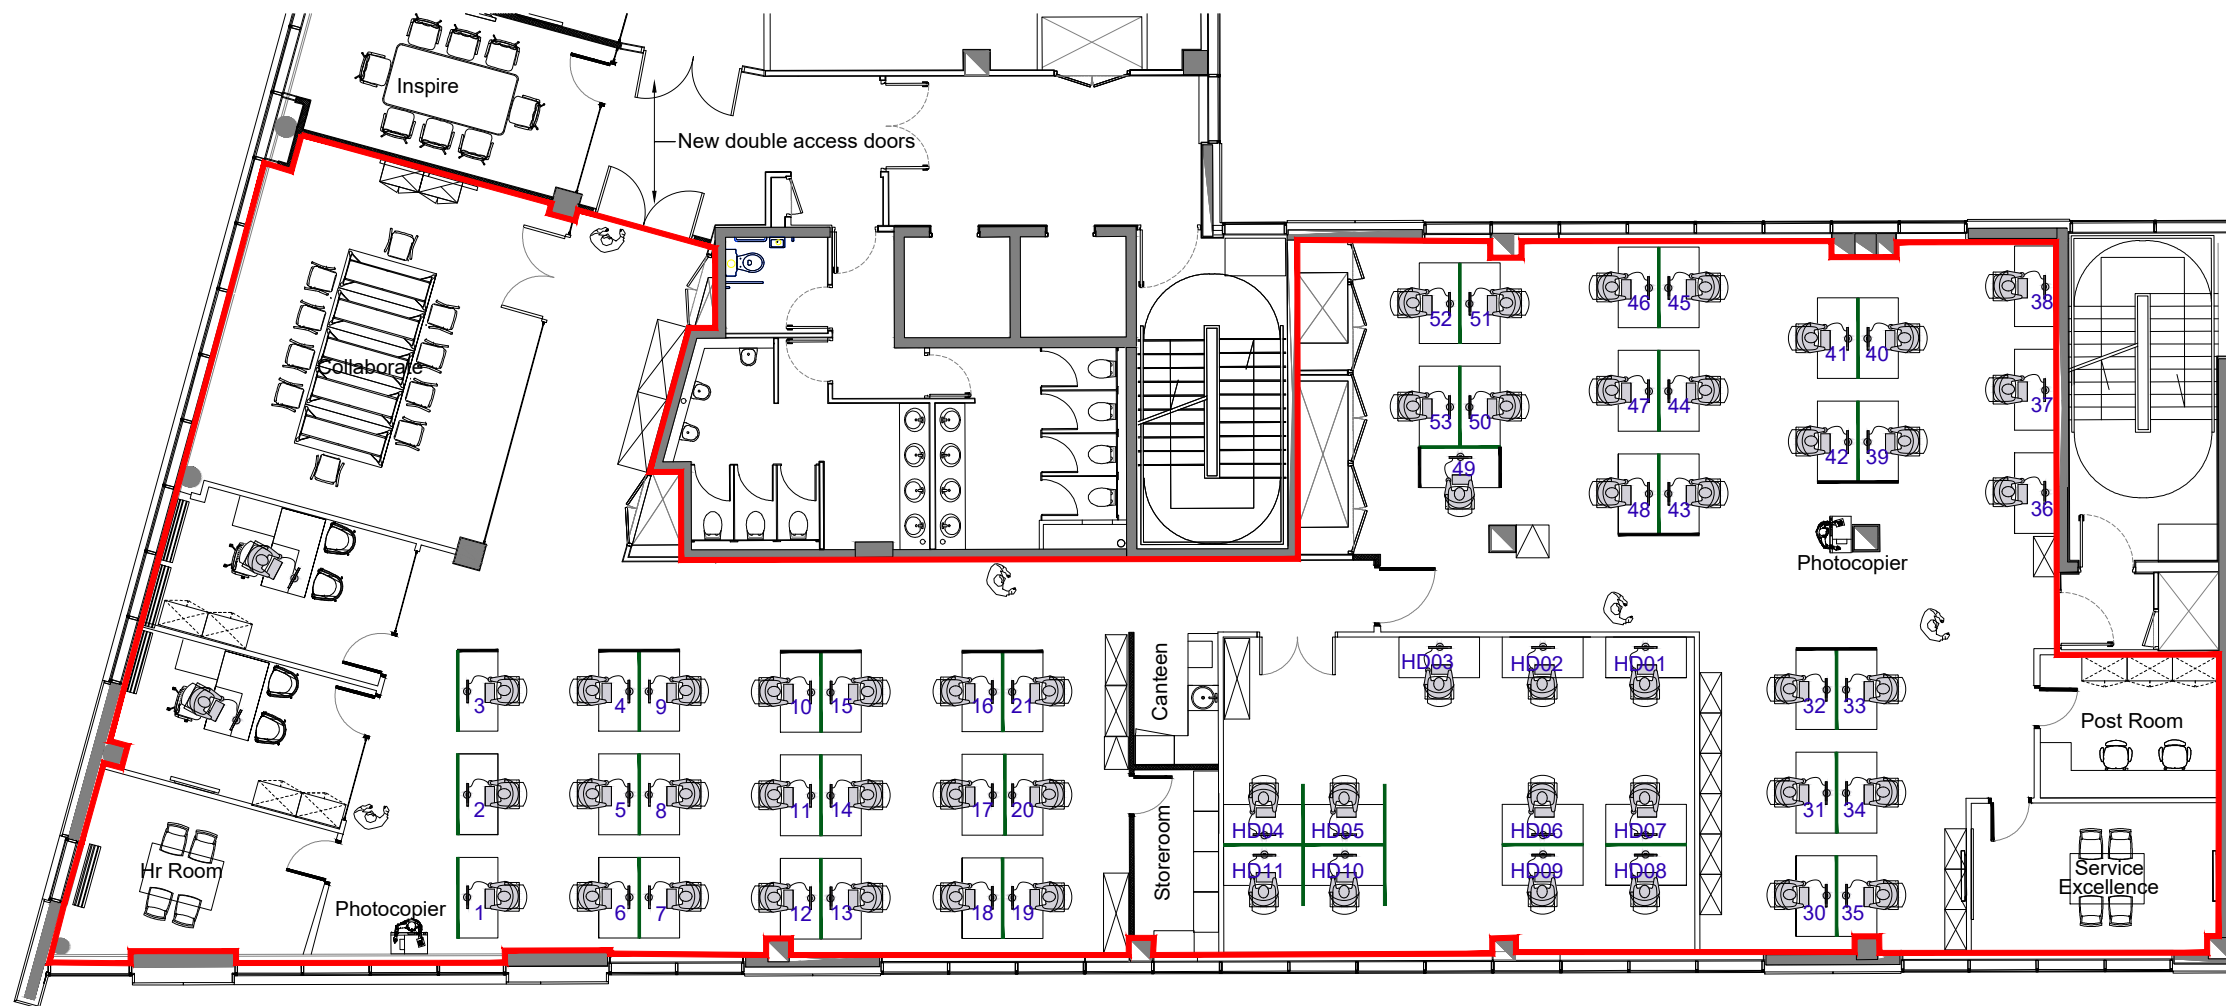 Inspire
New double access doors
Collaborate
38
46 45
52 51
41 40
37
47 44
53 50
42 39
49
36
48 43
Photocopier
HD03 HD02 HD01
Canteen
3 4 9 10 15 16 21
32 33
Post Room
2 5 8 11 14 17 20
31 34
Storeroom
HD04 HD05 HD06 HD07
HD11 HD10 HD09 HD08
Hr Room
Service
Excellence
Photocopier
1 6 7 12 13 18 19
30 35